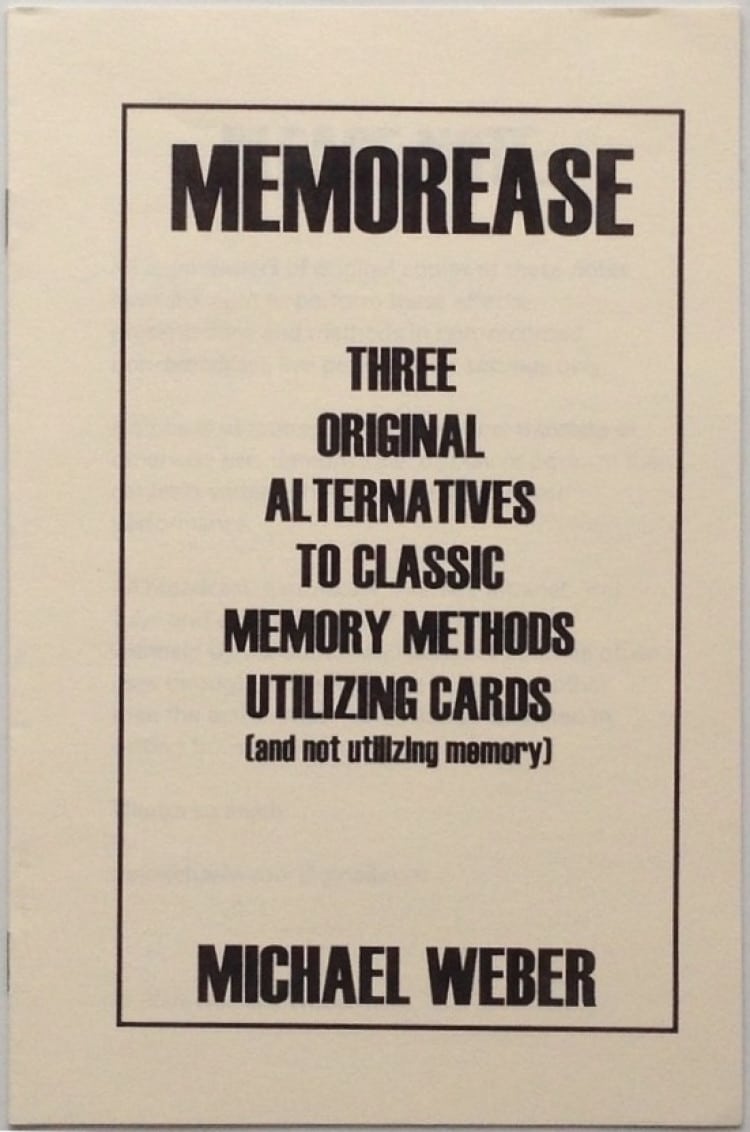 MEMOREASE
THREE
ORIGINAL
ALTERNATIVES
TO CLASSIC
MEMORY METHODS
UTILIZING CARDS
(and not utilizing memory)
MICHAEL WEBER